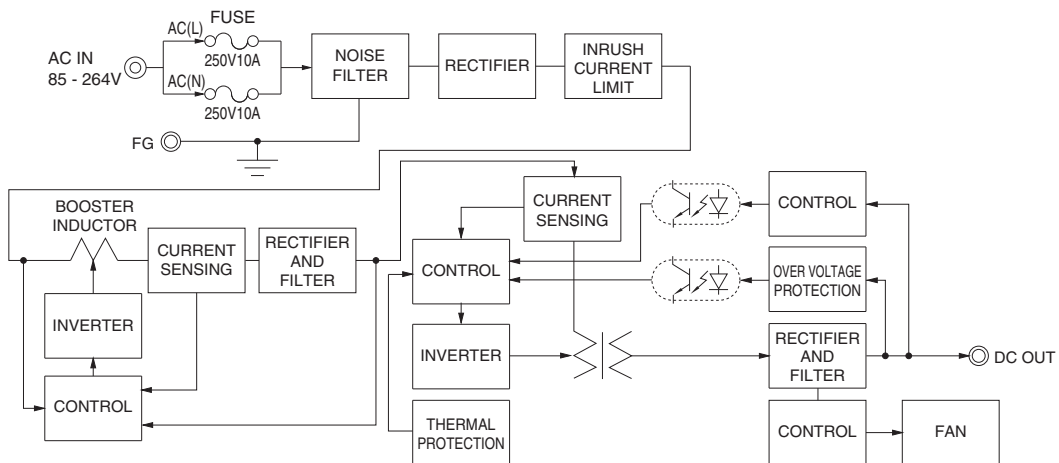 FUSE
AC(L)
250V10A
AC IN
85 - 264V
AC(N)
250V10A
FG
NOISE
FILTER
RECTIFIER
INRUSH
CURRENT
LIMIT
BOOSTER
INDUCTOR
CURRENT
SENSING
RECTIFIER
AND
FILTER
INVERTER
CONTROL
CURRENT
SENSING
CONTROL
INVERTER
THERMAL
PROTECTION
CONTROL
OVER VOLTAGE
PROTECTION
RECTIFIER
AND
FILTER
DC OUT
CONTROL
FAN